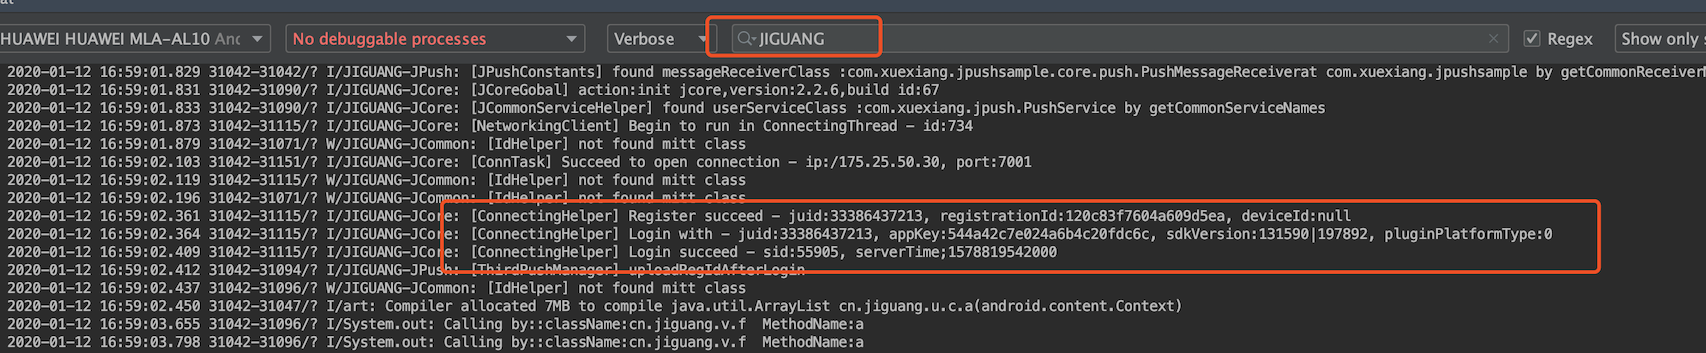 at
HUAWEI HUAWEI MLA-AL10 Anc No debuggable processes Verbose JIGUANG Regex Show only s
2020-01-12 16:59:01.829 31042-31042/? I/JIGUANG-JPush: [JPushConstants] found messageReceiverClass :com.xuexiang.jpushsample.core.push.PushMessageReceiverat com.xuexiang.jpushsample by getCommonReceiverN
2020-01-12 16:59:01.831 31042-31090/? I/JIGUANG-JCore: [JCoreGobal] action:init jcore,version:2.2.6,build id:67
2020-01-12 16:59:01.833 31042-31090/? I/JIGUANG-JCore: [JCommonServiceHelper] found userServiceClass :com.xuexiang.jpush.PushService by getCommonServiceNames
2020-01-12 16:59:01.873 31042-31115/? I/JIGUANG-JCore: [NetworkingClient] Begin to run in ConnectingThread - id:734
2020-01-12 16:59:01.879 31042-31071/? W/JIGUANG-JCommon: [IdHelper] not found mitt class
2020-01-12 16:59:02.103 31042-31151/? I/JIGUANG-JCore: [ConnTask] Succeed to open connection - ip:/175.25.50.30, port:7001
2020-01-12 16:59:02.119 31042-31115/? W/JIGUANG-JCommon: [IdHelper] not found mitt class
2020-01-12 16:59:02.196 31042-31071/? W/JIGUANG-JCommon: [IdHelper] not found mitt class
2020-01-12 16:59:02.361 31042-31115/? I/JIGUANG-JCore: [ConnectingHelper] Register succeed - juid:33386437213, registrationId:120c83f7604a609d5ea, deviceId:null
2020-01-12 16:59:02.364 31042-31115/? I/JIGUANG-JCore: [ConnectingHelper] Login with - juid:33386437213, appKey:544a42c7e024a6b4c20fdc6c, sdkVersion:131590|197892, pluginPlatformType:0
2020-01-12 16:59:02.409 31042-31115/? I/JIGUANG-JCore: [ConnectingHelper] Login succeed - sid:55905, serverTime;1578819542000
2020-01-12 16:59:02.412 31042-31094/? I/JIGUANG-JPush: [ThirdPushManager] uploadRegIdAfterLogin
2020-01-12 16:59:02.437 31042-31096/? W/JIGUANG-JCommon: [IdHelper] not found mitt class
2020-01-12 16:59:02.450 31042-31047/? I/art: Compiler allocated 7MB to compile java.util.ArrayList cn.jiguang.u.c.a(android.content.Context)
2020-01-12 16:59:03.655 31042-31096/? I/System.out: Calling by::className:cn.jiguang.v.f  MethodName:a
2020-01-12 16:59:03.798 31042-31096/? I/System.out: Calling by::className:cn.jiguang.v.f  MethodName:a